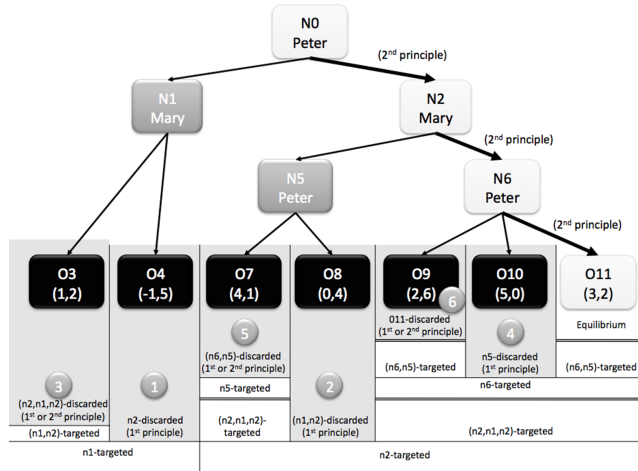 N0
Peter
(2nd principle)
N1
Mary
N2
Mary
(2nd principle)
N5
Peter
N6
Peter
(2nd principle)
O3
(1,2)
O4
(-1,5)
O7
(4,1)
O8
(0,4)
O9
(2,6)
O10
(5,0)
O11
(3,2)
6
5
4
3
1
2
O11-discarded
(1st or 2nd principle)
Equilibrium
(n6,n5)-discarded
(1st or 2nd principle)
(n6,n5)-targeted
n5-discarded
(1st principle)
(n6,n5)-targeted
n5-targeted
n6-targeted
(n2,n1,n2)-discarded
(1st or 2nd principle)
n2-discarded
(1st principle)
(n2,n1,n2)-
targeted
(n1,n2)-discarded
(1st principle)
(n2,n1,n2)-targeted
(n1,n2)-targeted
n1-targeted
n2-targeted